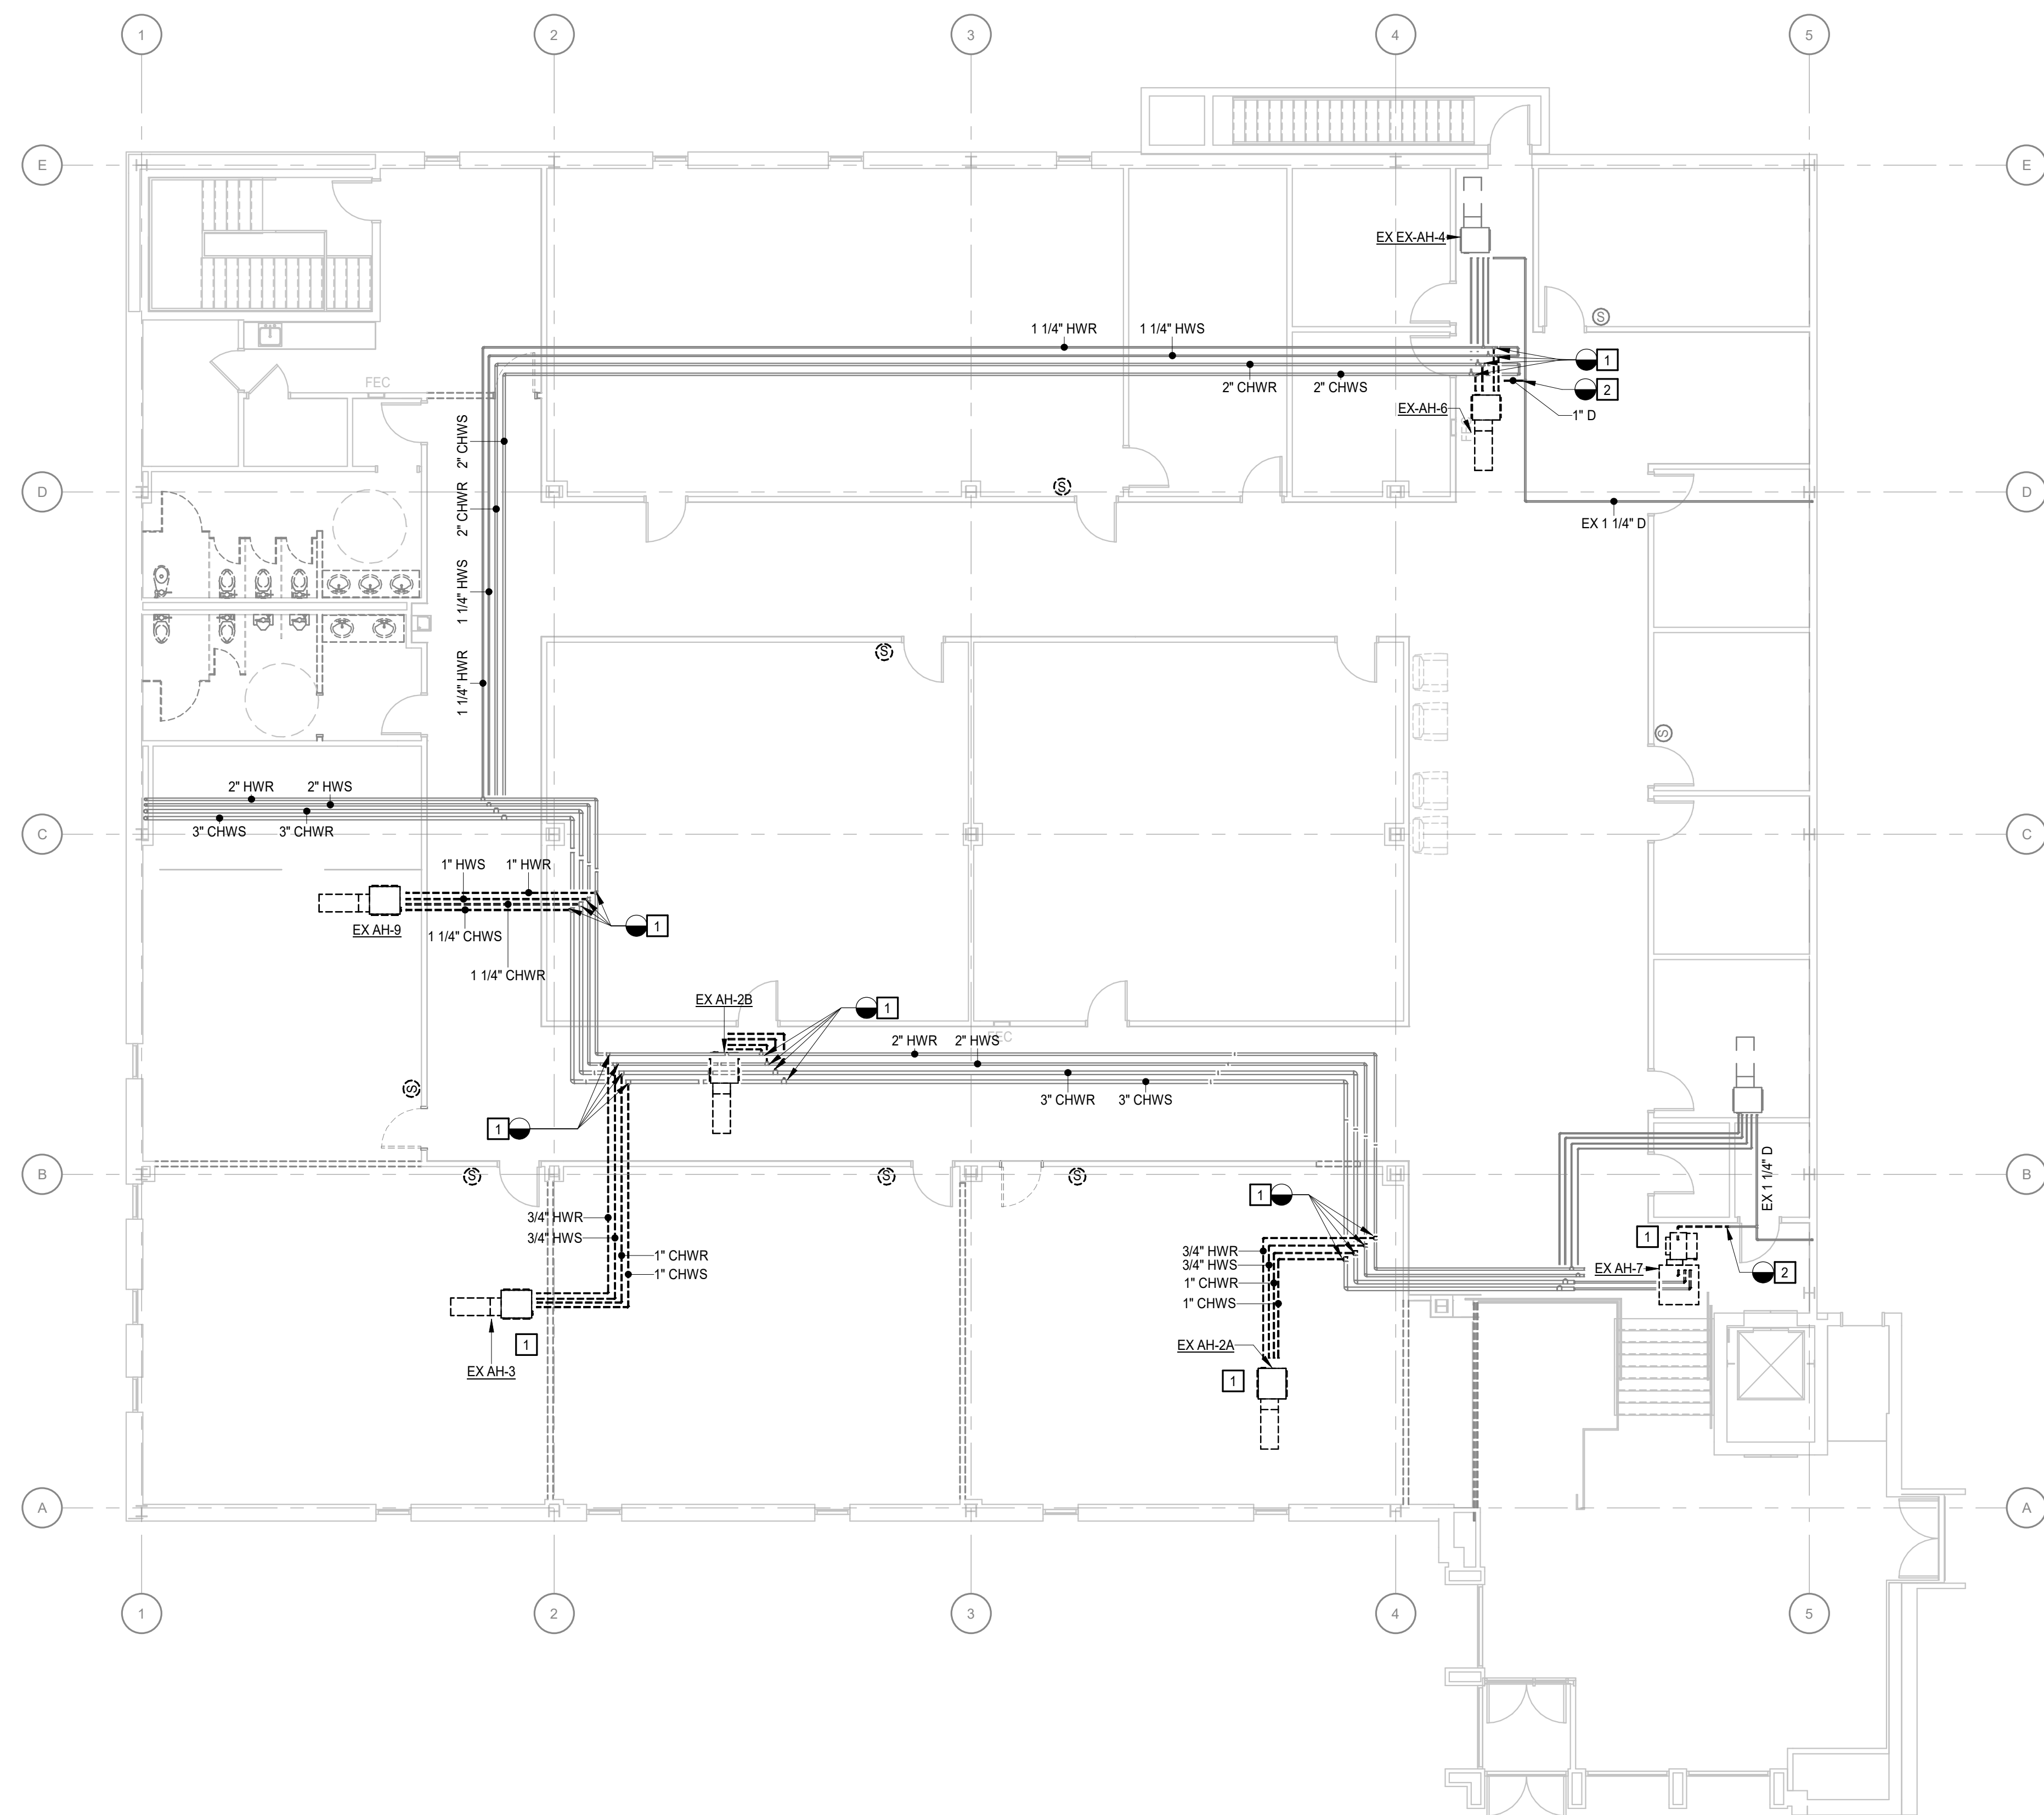 1
2
3
4
5
E
E
EX EX-AH-4
S
1 1/4" HWR
1 1/4" HWS
1
FEC
2" CHWR
2" CHWS
2
EX-AH-6
1" D
2" CHWS
D
S
D
2" CHWR
EX 1 1/4" D
1 1/4" HWS
S
1 1/4" HWR
S
2" HWR
2" HWS
C
3" CHWS
3" CHWR
C
1" HWS
1" HWR
1
EX AH-9
1 1/4" CHWS
1 1/4" CHWR
EX AH-2B
1
FEC
2" HWR
2" HWS
S
3" CHWR
3" CHWS
1
B
S
S
S
B
EX 1 1/4" D
1
3/4" HWR
3/4" HWS
1" CHWR
1" CHWS
3/4" HWR
3/4" HWS
1" CHWR
1" CHWS
1
EX AH-7
2
1
EX AH-3
EX AH-2A
1
A
A
1
2
3
4
5